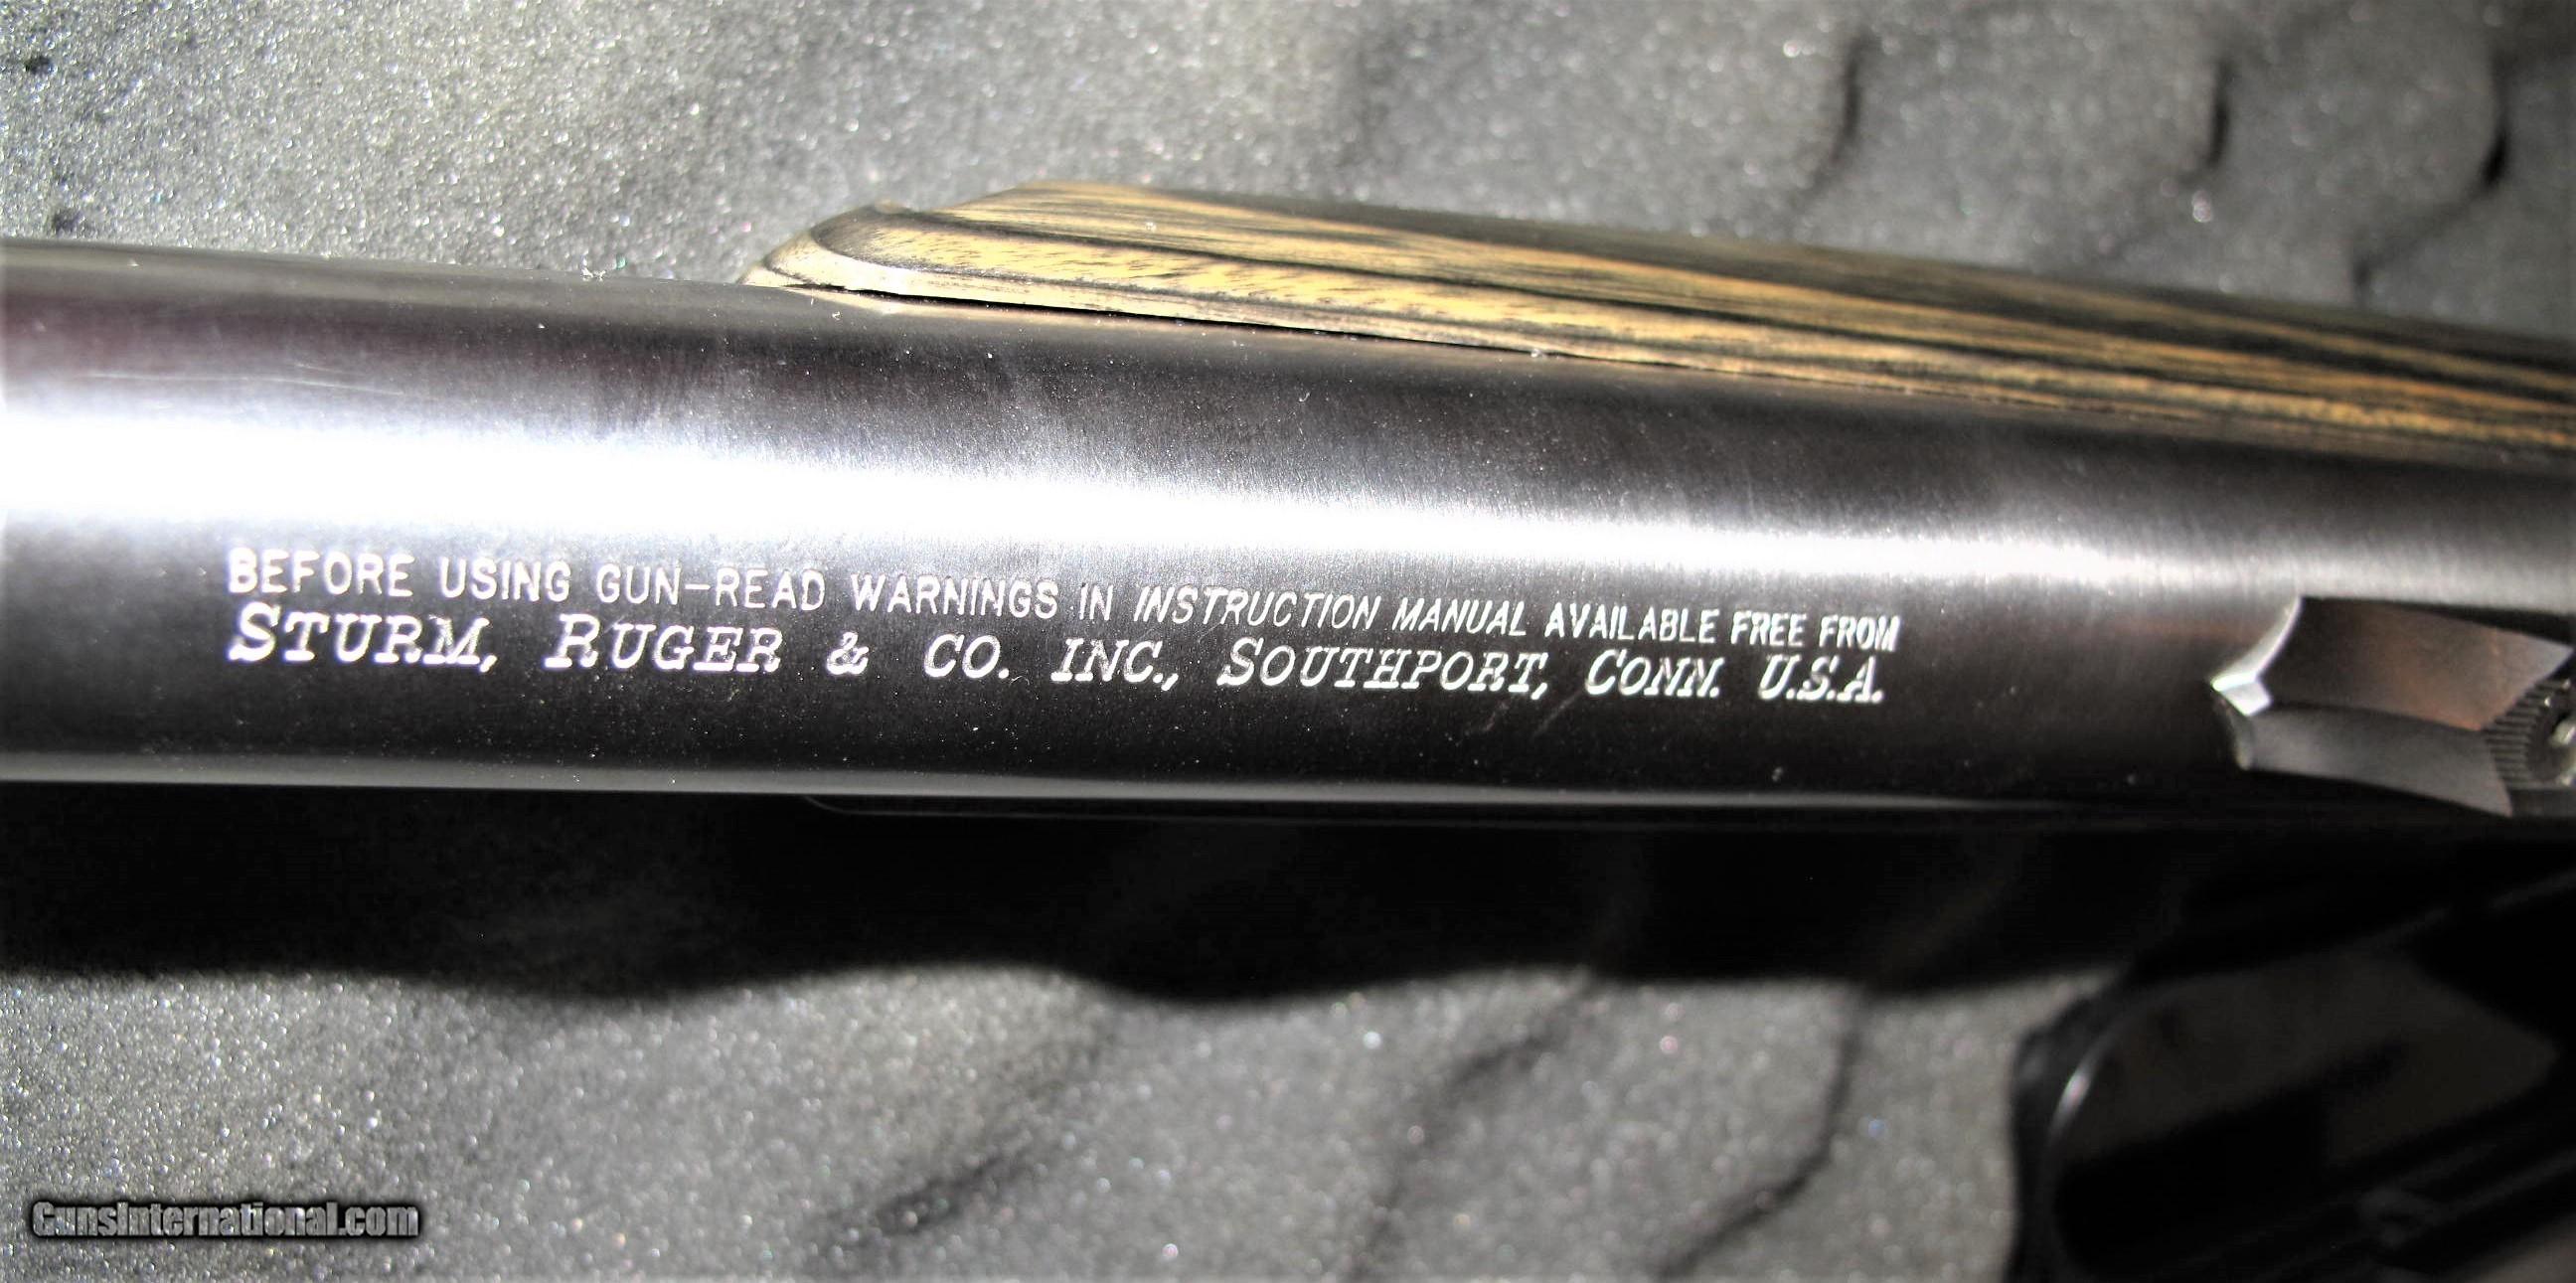 BEFORE USING GUN-READ WARNINGS IN INSTRUCTION MANUAL AVAILABLE FREE FROM
STURM, RUGER & CO. INC., SOUTHPORT, CONN. U.S.A.
GunsInternational.com